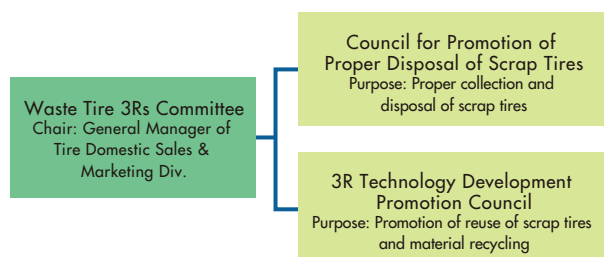 Waste Tire 3Rs Committee
Chair: General Manager of
Tire Domestic Sales &
Marketing Div.
Council for Promotion of
Proper Disposal of Scrap Tires
Purpose: Proper collection and
disposal of scrap tires
3R Technology Development
Promotion Council
Purpose: Promotion of reuse of scrap tires
and material recycling